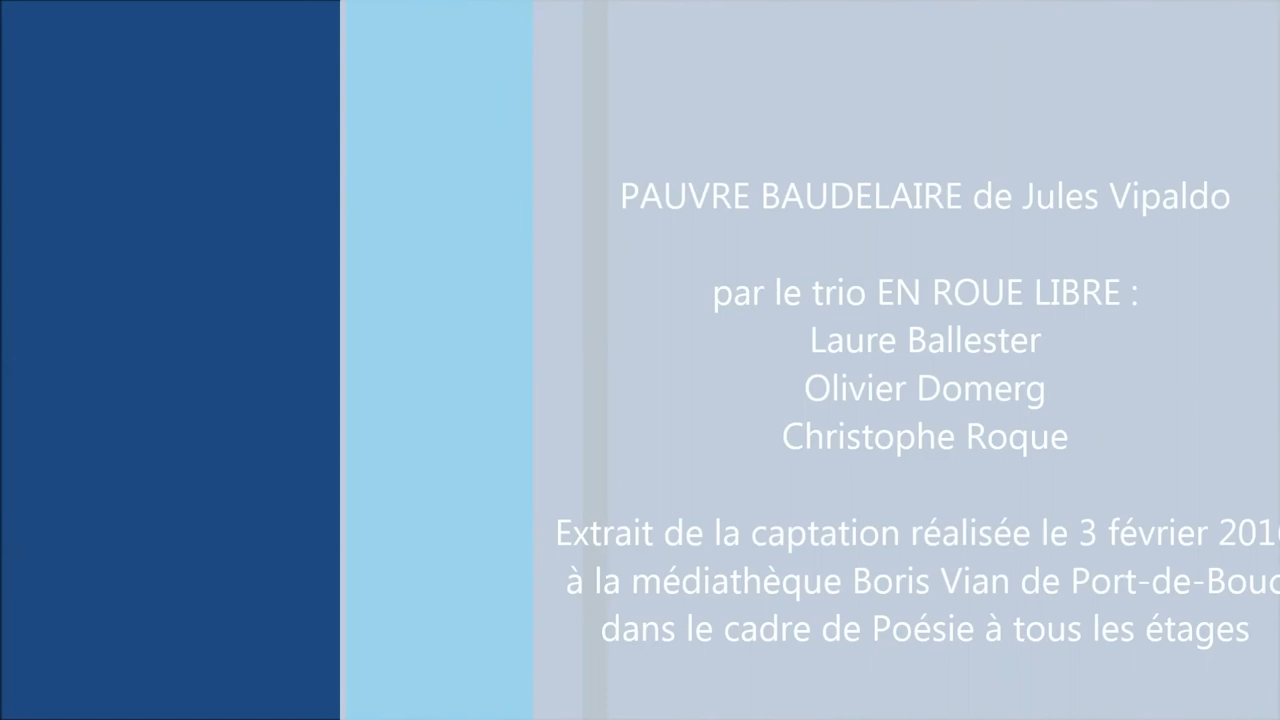 PAUVRE BAUDELAIRE de Jules Vipaldo
par le trio EN ROUE LIBRE :
Laure Ballester
Olivier Domerg
Christophe Roque
Extrait de la captation réalisée le 3 février
à la médiathèque Boris Vian de
dans le cadre de Poésie à tous les étages